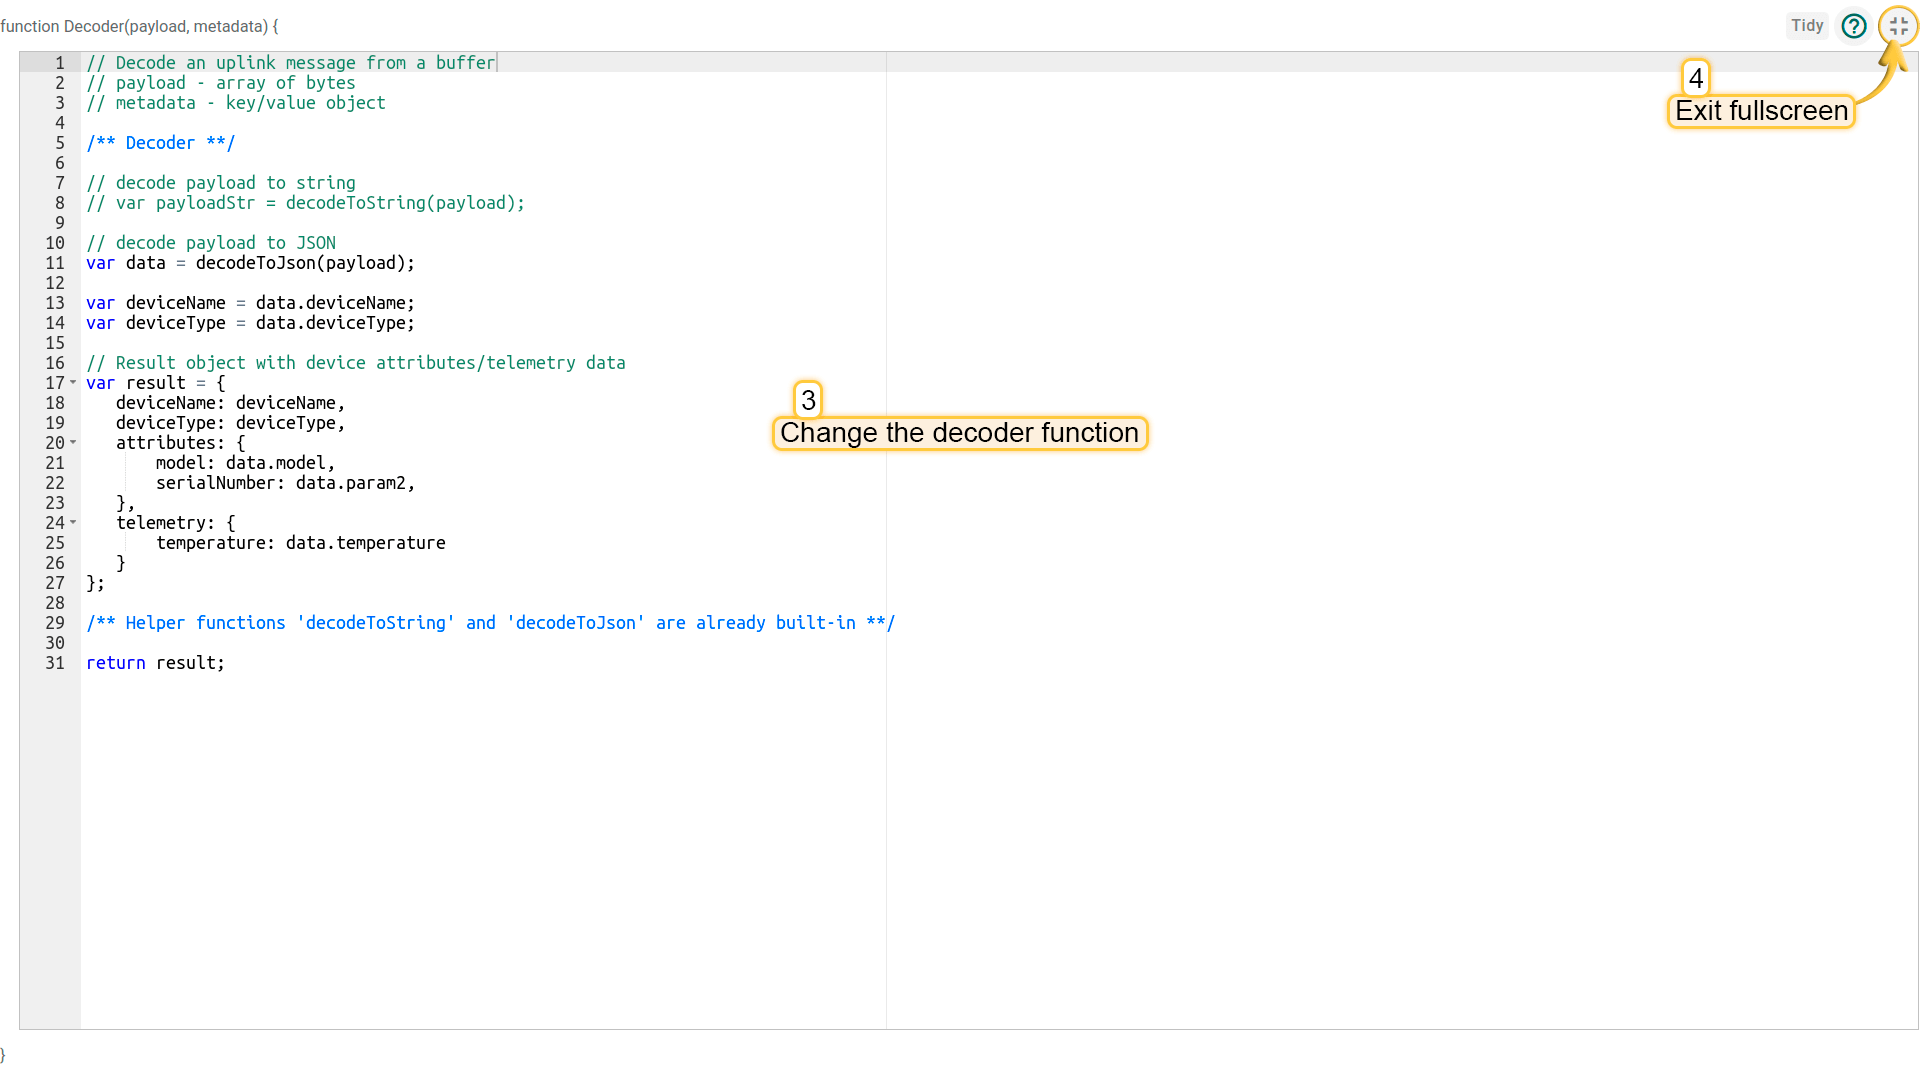 function Decoder(payload, metadata) {
Tidy
1 // Decode an uplink message from a buffer
2 // payload - array of bytes
3 // metadata - key/value object
4
5 /** Decoder **/
6
7 // decode payload to string
8 // var payloadStr = decodeToString(payload);
9
10 // decode payload to JSON
11 var data = decodeToJson(payload);
12
13 var deviceName = data.deviceName;
14 var deviceType = data.deviceType;
15
16 // Result object with device attributes/telemetry data
17 var result = {
18    deviceName: deviceName,
19    deviceType: deviceType,
20    attributes: {
21        model: data.model,
22        serialNumber: data.param2,
23    },
24    telemetry: {
25        temperature: data.temperature
26    }
27 };
28
29 /** Helper functions 'decodeToString' and 'decodeToJson' are already built-in **/
30
31 return result;
}
3
Change the decoder function
4
Exit fullscreen